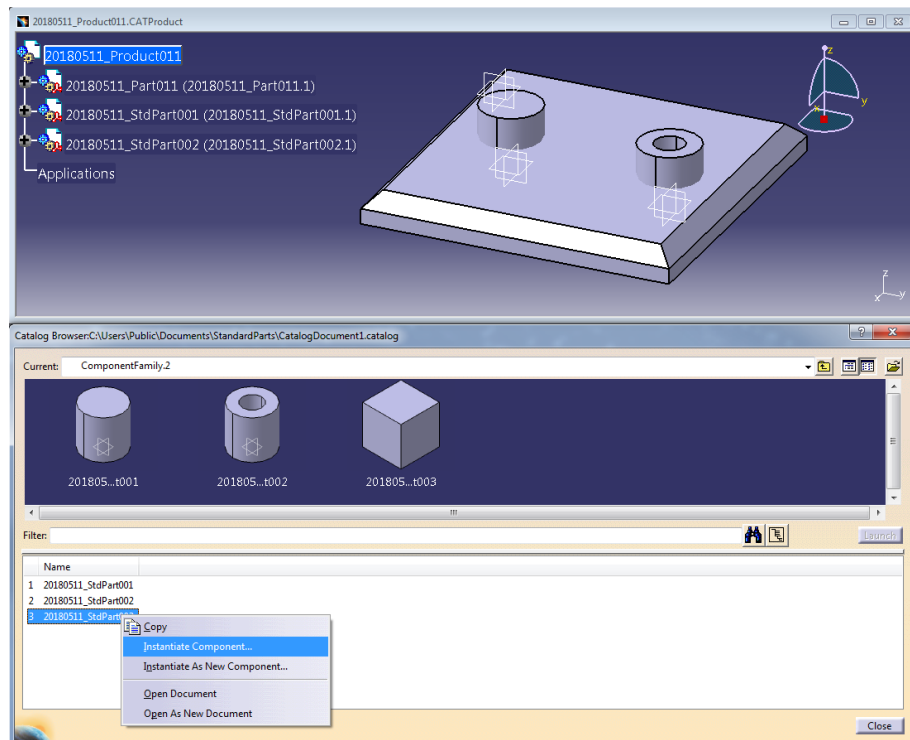 20180511_Product011.CATProduct
20180511_Product011
20180511_Part011 (20180511_Part011.1)
20180511_StdPart001 (20180511_StdPart001.1)
20180511_StdPart002 (20180511_StdPart002.1)
Applications
z
y
x
z
y
x
Catalog Browser:C:\Users\Public\Documents\StandardParts\CatalogDocument1.catalog
Current: ComponentFamily.2
201805...t001 201805...t002 201805...t003
Filter: Launch
Name
1 20180511_StdPart001
2 20180511_StdPart002
3 20180511_StdPart003
Copy
Instantiate Component...
Instantiate As New Component...
Open Document
Open As New Document
Close